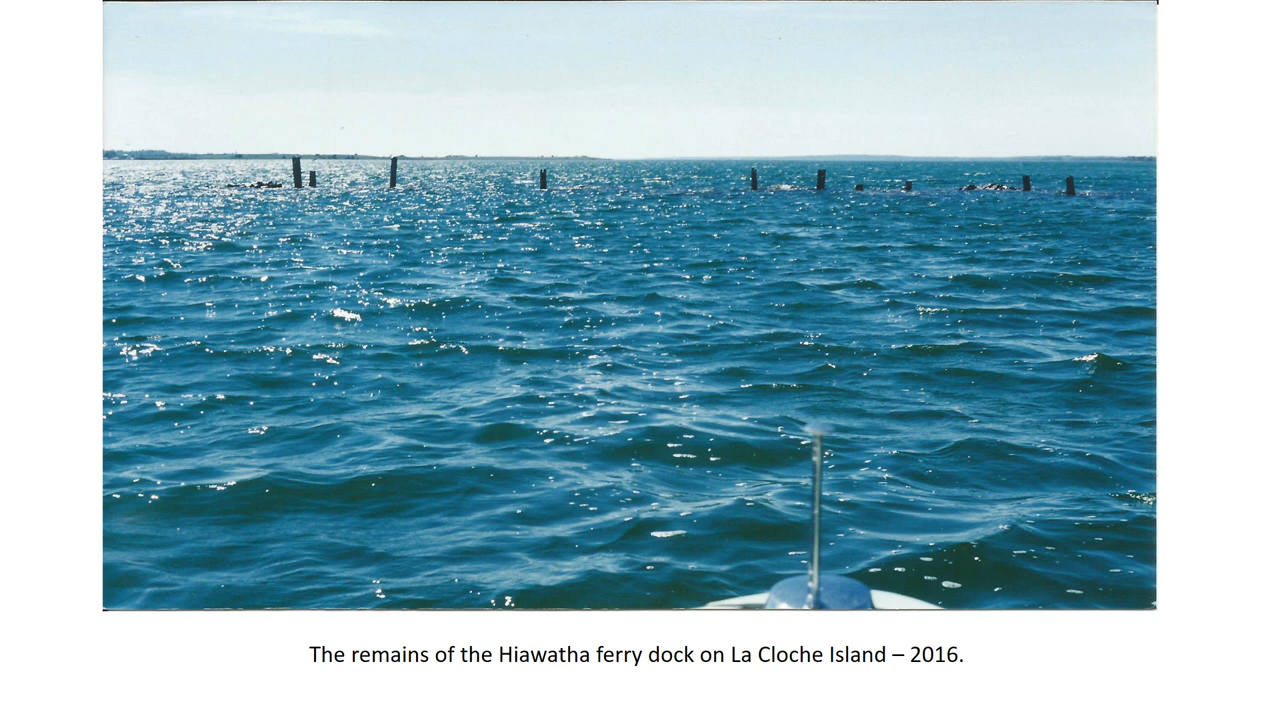 The remains of the Hiawatha ferry dock on La Cloche Island – 2016.